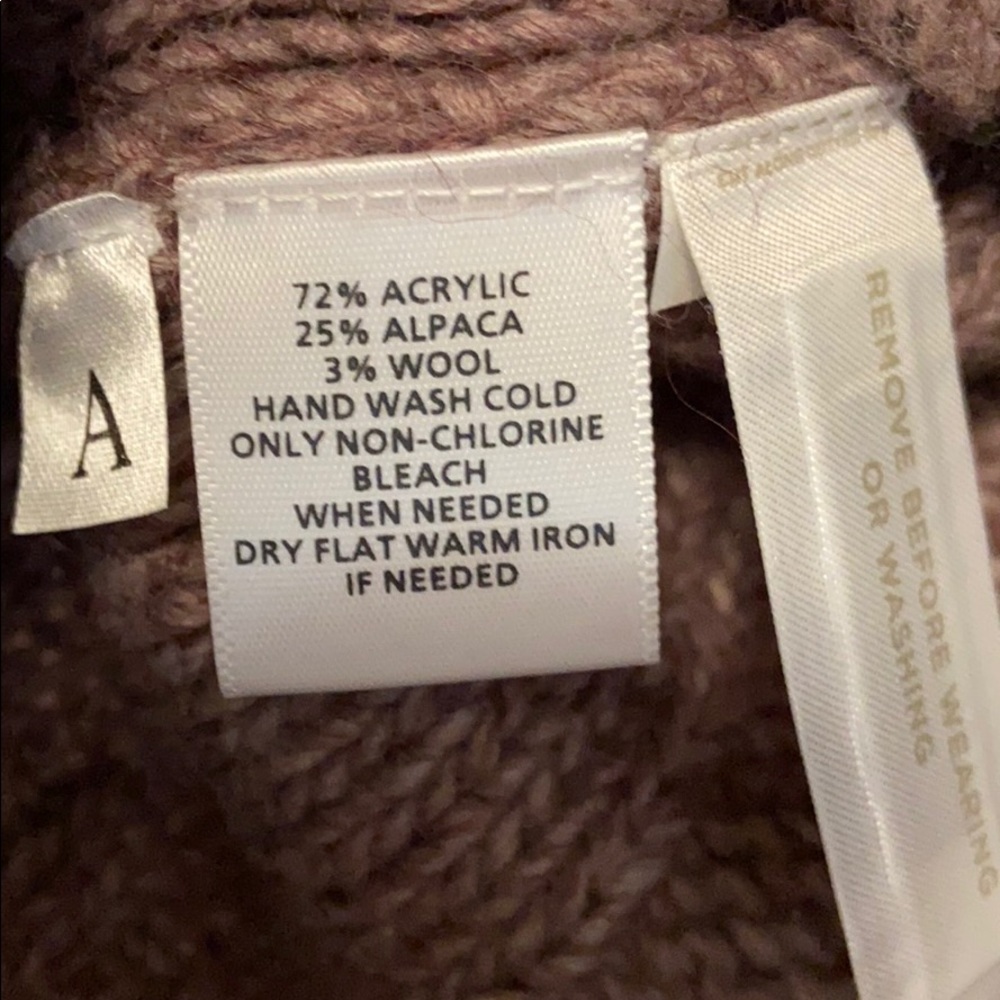 A
72% ACRYLIC
25% ALPACA
3% WOOL
HAND WASH COLD
ONLY NON-CHLORINE
BLEACH
WHEN NEEDED
DRY FLAT WARM IRON
IF NEEDED
REMOVE BEFORE WEARING
OR WASHING